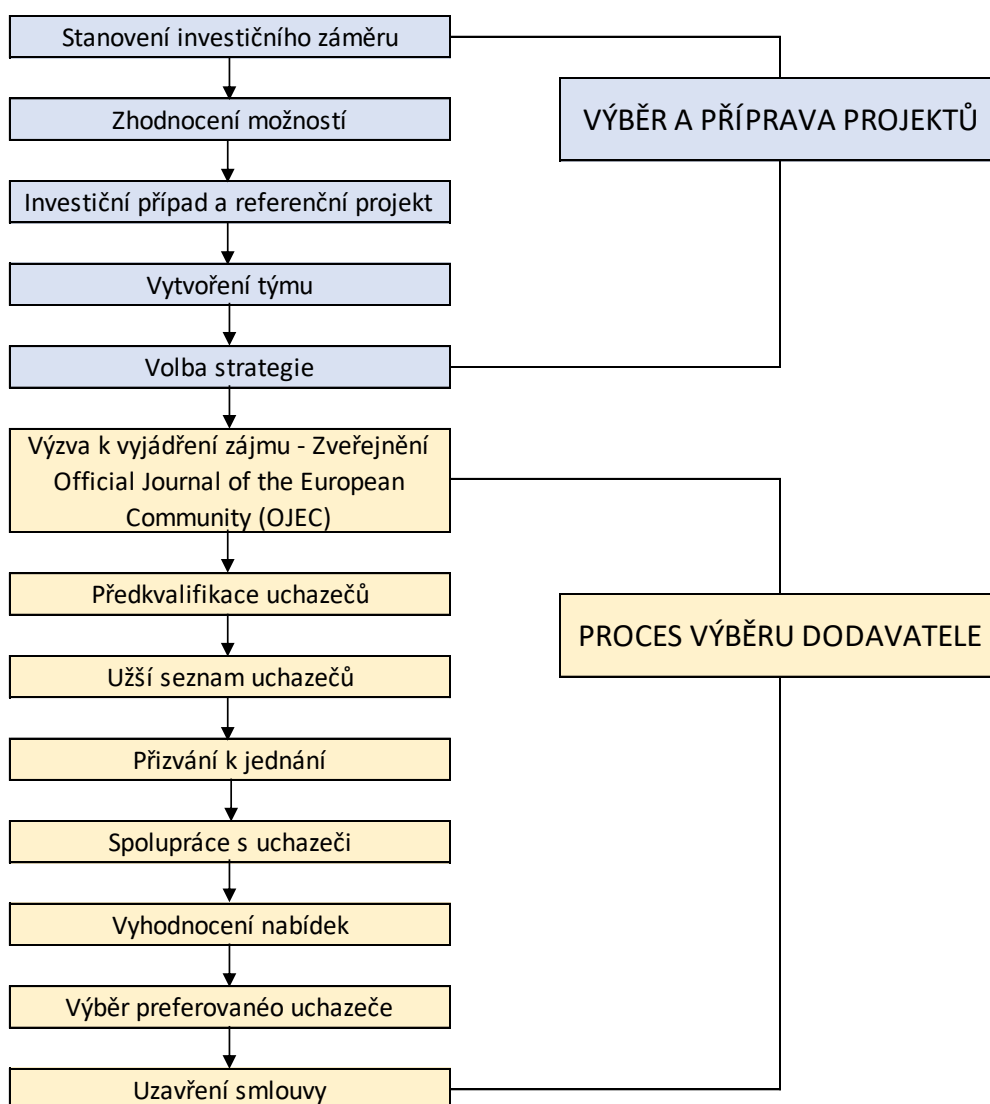 Stanovení investičního záměru
Zhodnocení možností
VÝBĚR A PŘÍPRAVA PROJEKTŮ
Investiční případ a referenční projekt
Vytvoření týmu
Volba strategie
Výzva k vyjádření zájmu - Zveřejnění
Official Journal of the European
Community (OJEC)
Předkvalifikace uchazečů
PROCES VÝBĚRU DODAVATELE
Užší seznam uchazečů
Přizvání k jednání
Spolupráce s uchazeči
Vyhodnocení nabídek
Výběr preferovanéo uchazeče
Uzavření smlouvy